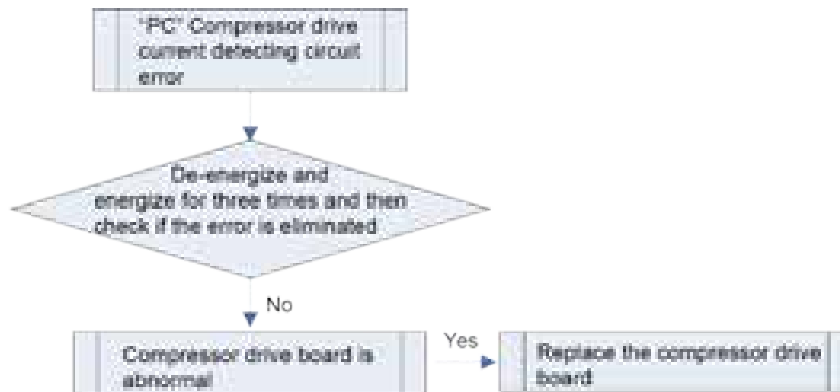 "PC" Compressor drive
current detecting circuit
error
De-energize and
energize for three times and then
check if the error is eliminated
No
Compressor drive board is
abnormal
Yes
Replace the compressor drive
board